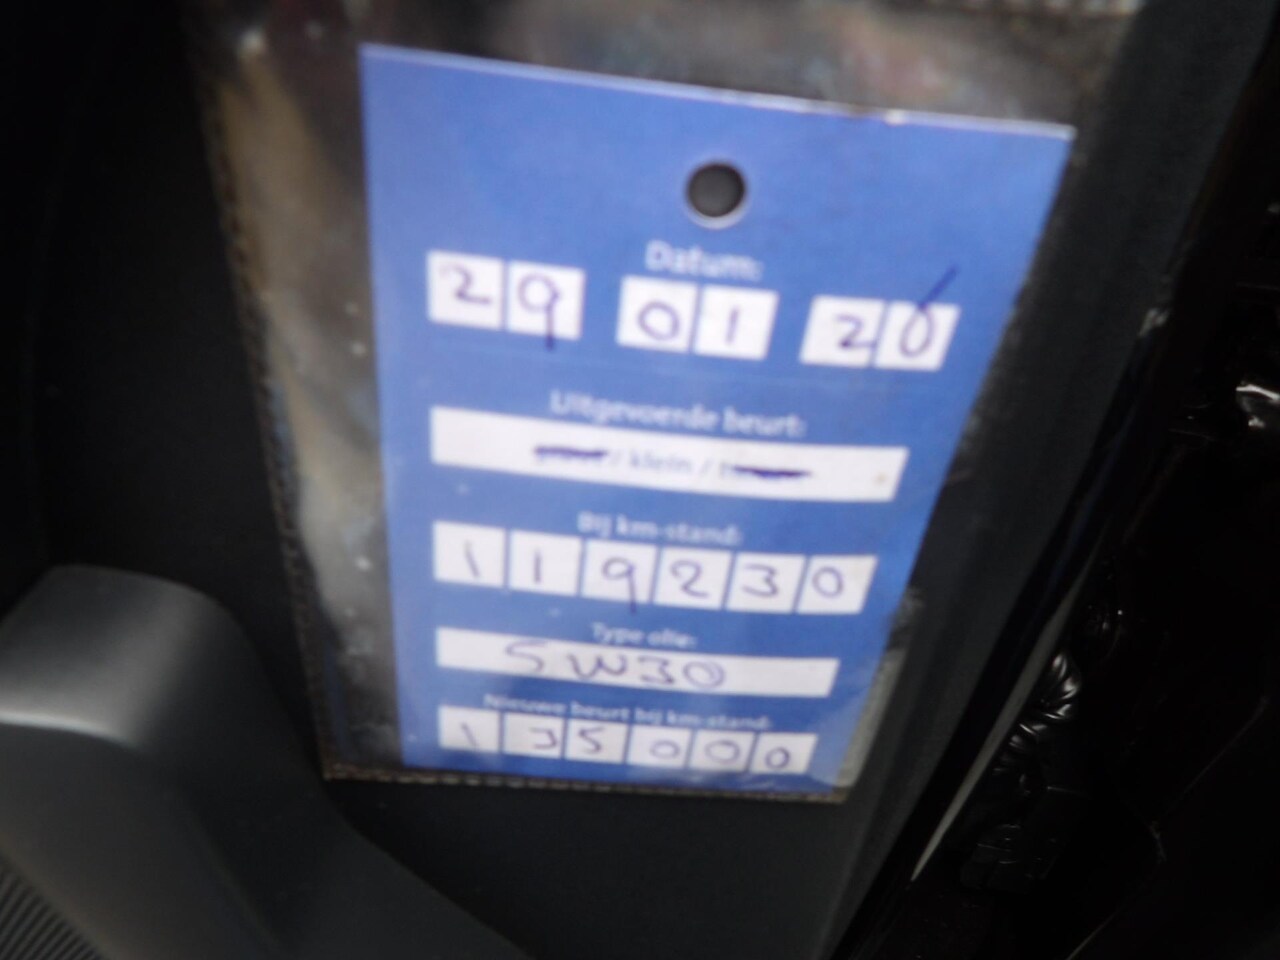 Datum:
29 01 20
Uitgevoerde beurt:
/ klein /
Bij km-stand:
119230
Type olie:
5W30
Nieuwe beurt bij km-stand:
135000